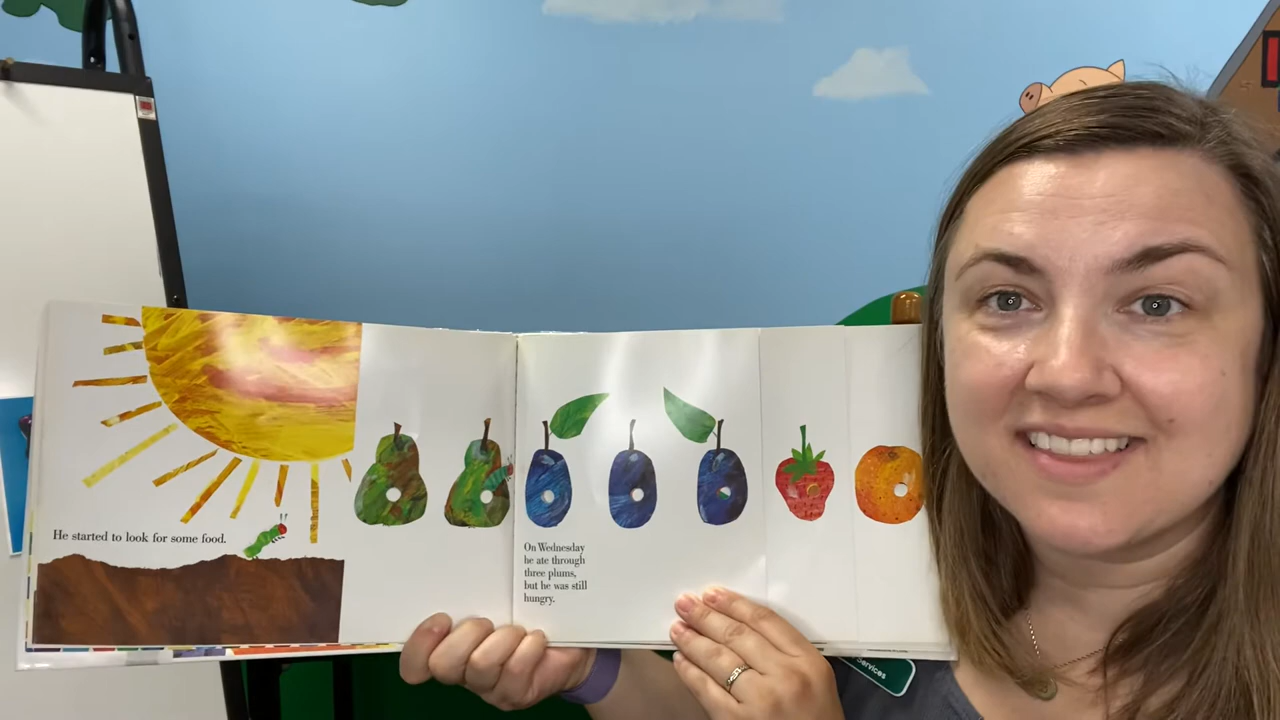 He started to look for some food.
On Wednesday
he ate through
three plums,
but he was still
hungry.
Services